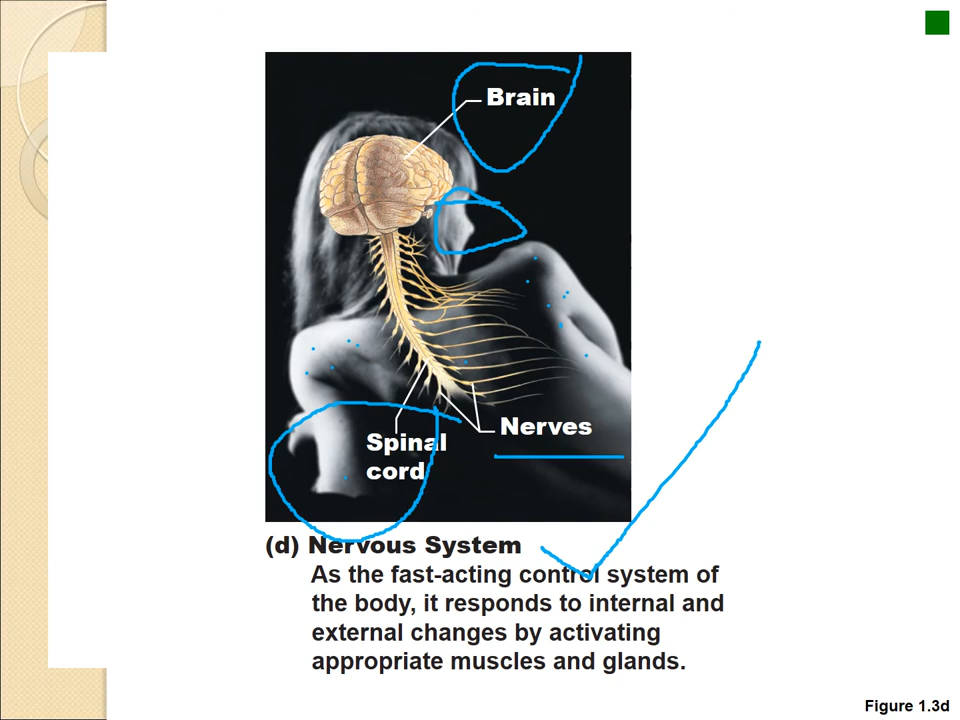 Brain
Nerves
Spinal
cord
(d) Nervous System
As the fast-acting control system of
the body, it responds to internal and
external changes by activating
appropriate muscles and glands.
Figure 1.3d